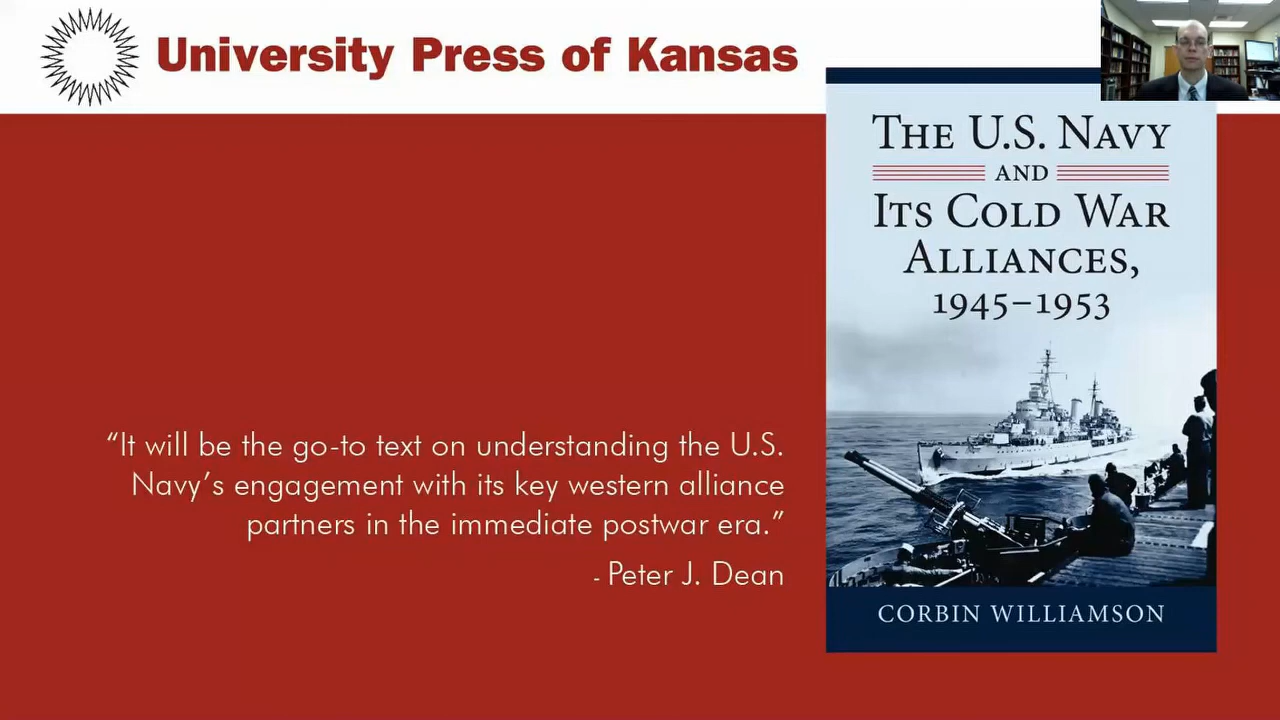 University Press of Kansas
THE U.S. NAVY
AND
ITS COLD WAR
ALLIANCES,
1945–1953
“It will be the go-to text on understanding the U.S.
Navy’s engagement with its key western alliance
partners in the immediate postwar era.”
- Peter J. Dean
CORBIN WILLIAMSON